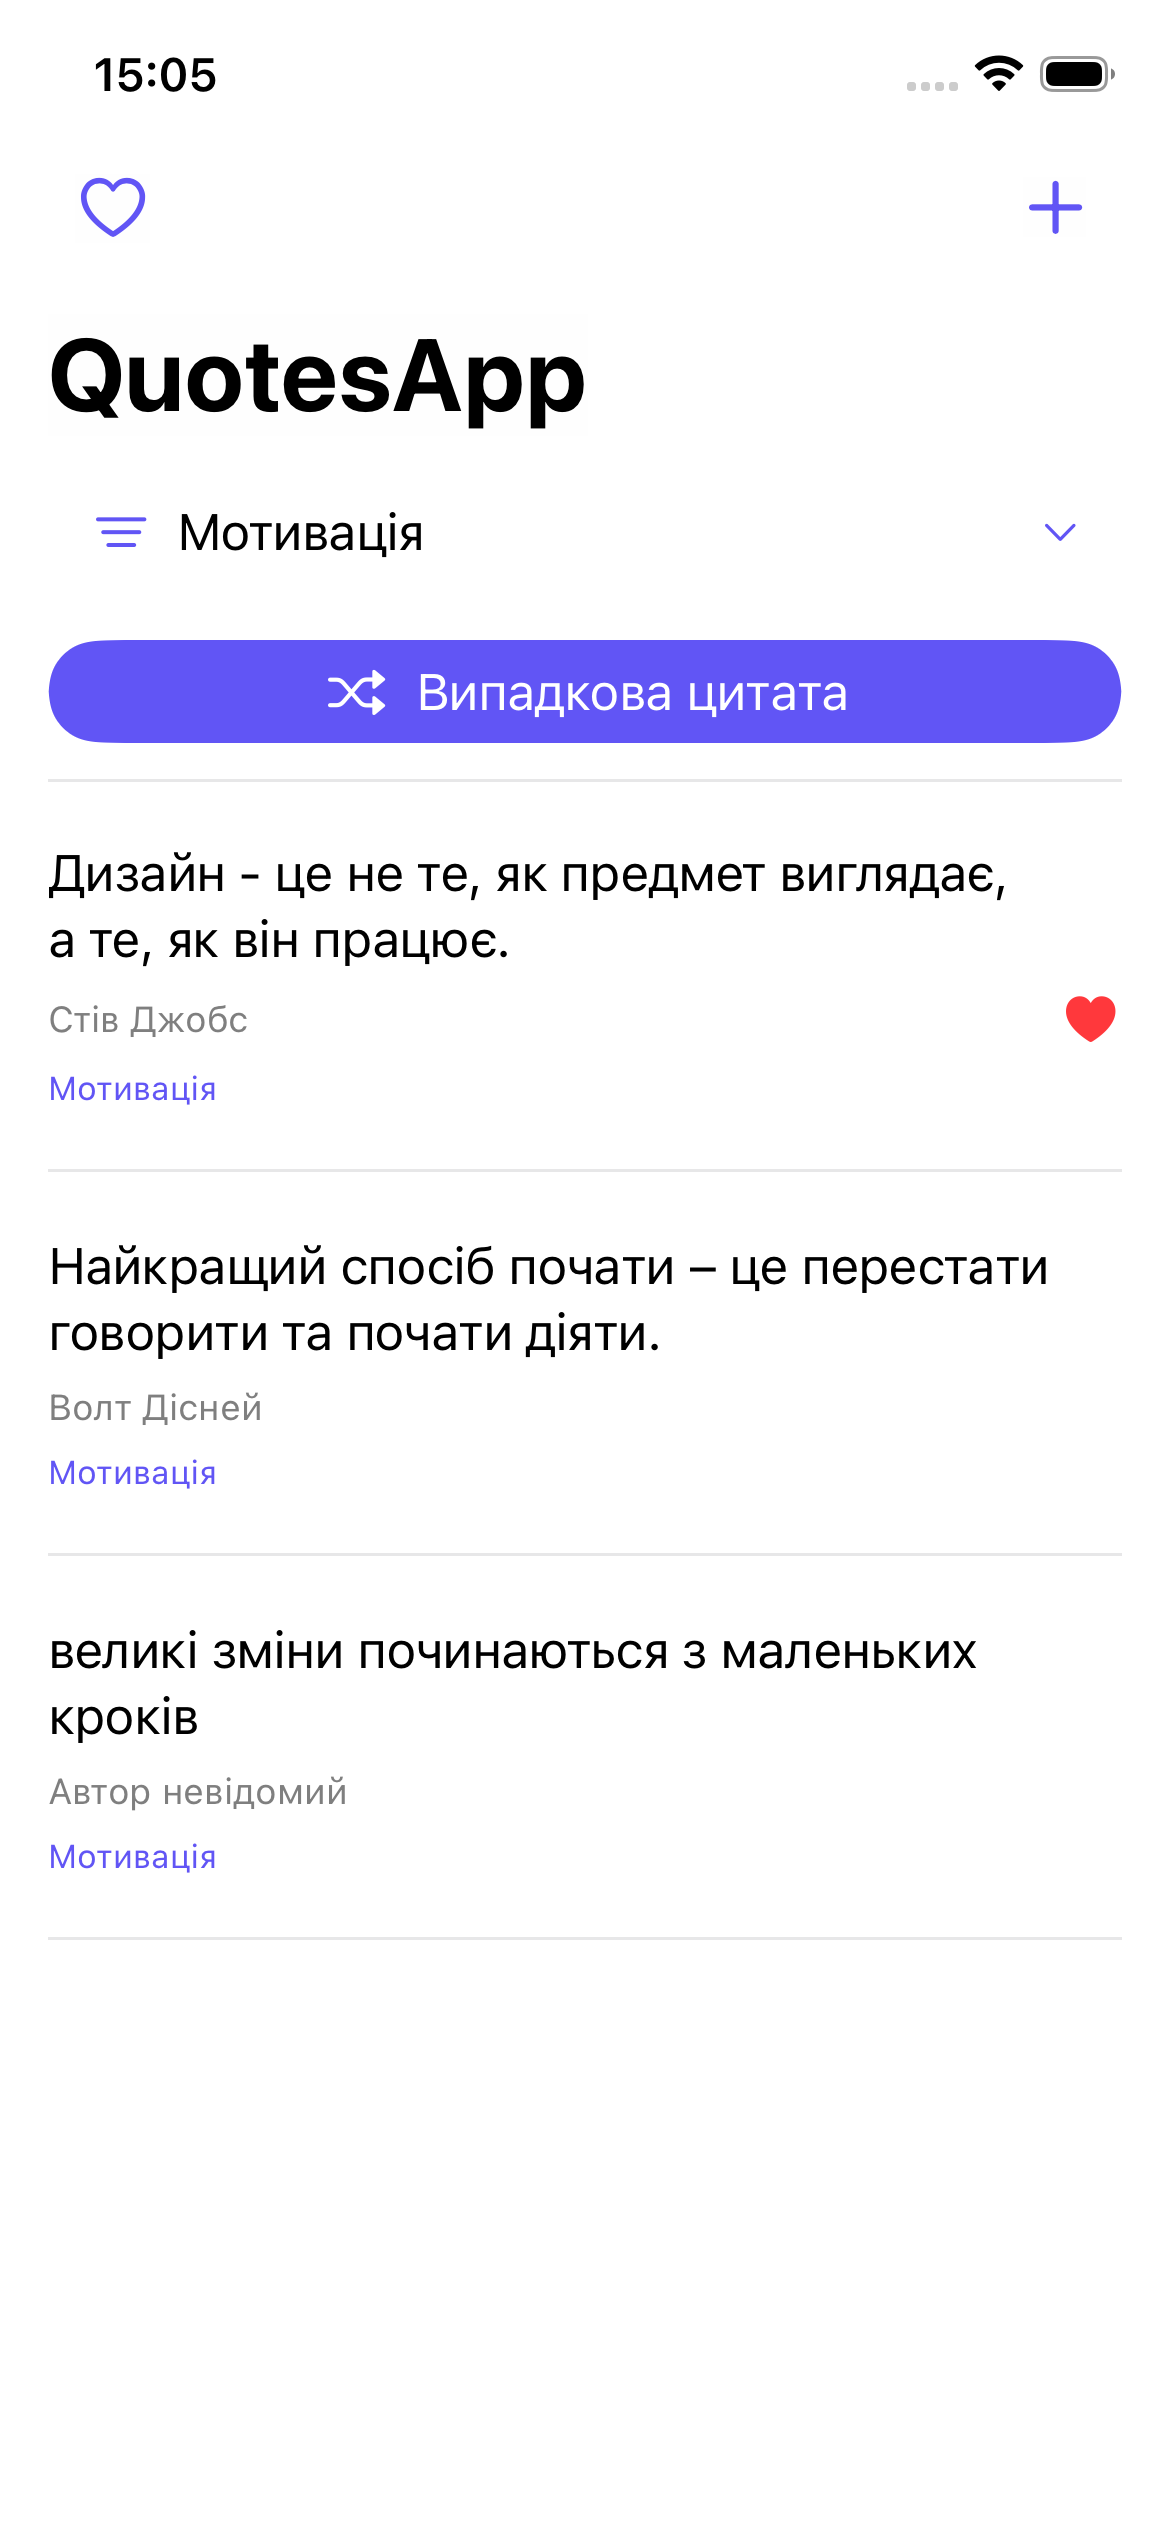 15:05
QuotesApp
Мотивація
Випадкова цитата
Дизайн - це не те, як предмет виглядає,
а те, як він працює.
Стів Джобс
Мотивація
Найкращий спосіб почати – це перестати
говорити та почати діяти.
Волт Дісней
Мотивація
великі зміни починаються з маленьких
кроків
Автор невідомий
Мотивація